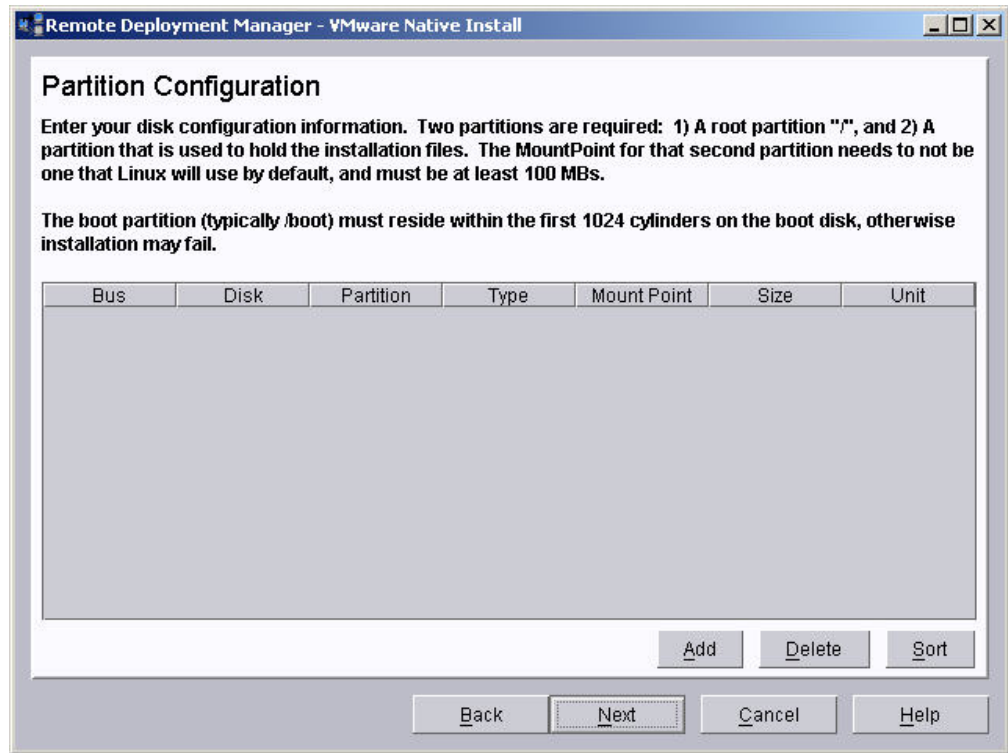 Remote Deployment Manager - VMware Native Install
Partition Configuration
Enter your disk configuration information.  Two partitions are required:  1) A root partition "/", and 2) A
partition that is used to hold the installation files.  The MountPoint for that second partition needs to not be
one that Linux will use by default, and must be at least 100 MBs.
The boot partition (typically /boot) must reside within the first 1024 cylinders on the boot disk, otherwise
installation may fail.
Bus Disk Partition Type Mount Point Size Unit
Add Delete Sort
Back Next Cancel Help